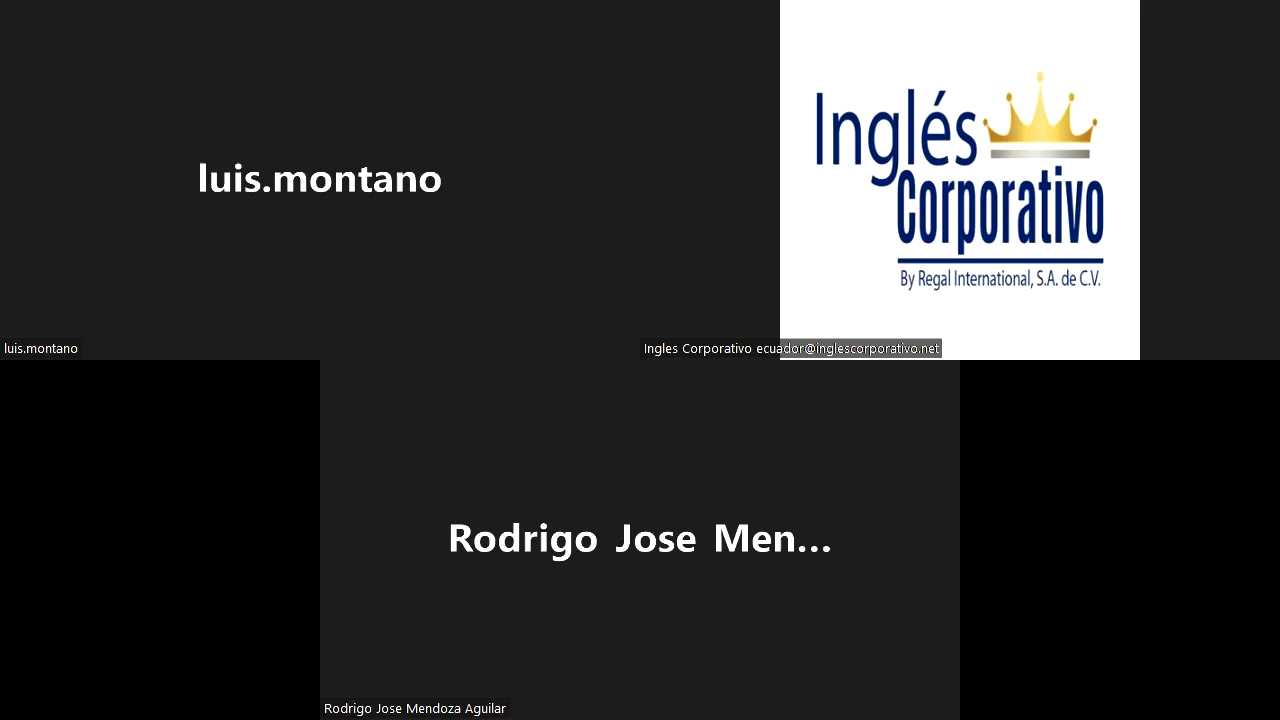 luis.montano
Inglés
Corporativo
By Regal International, S.A. de C.V.
luis.montano
Ingles Corporativo ecuador@inglescorporativo.net
Rodrigo Jose Men...
Rodrigo Jose Mendoza Aguilar